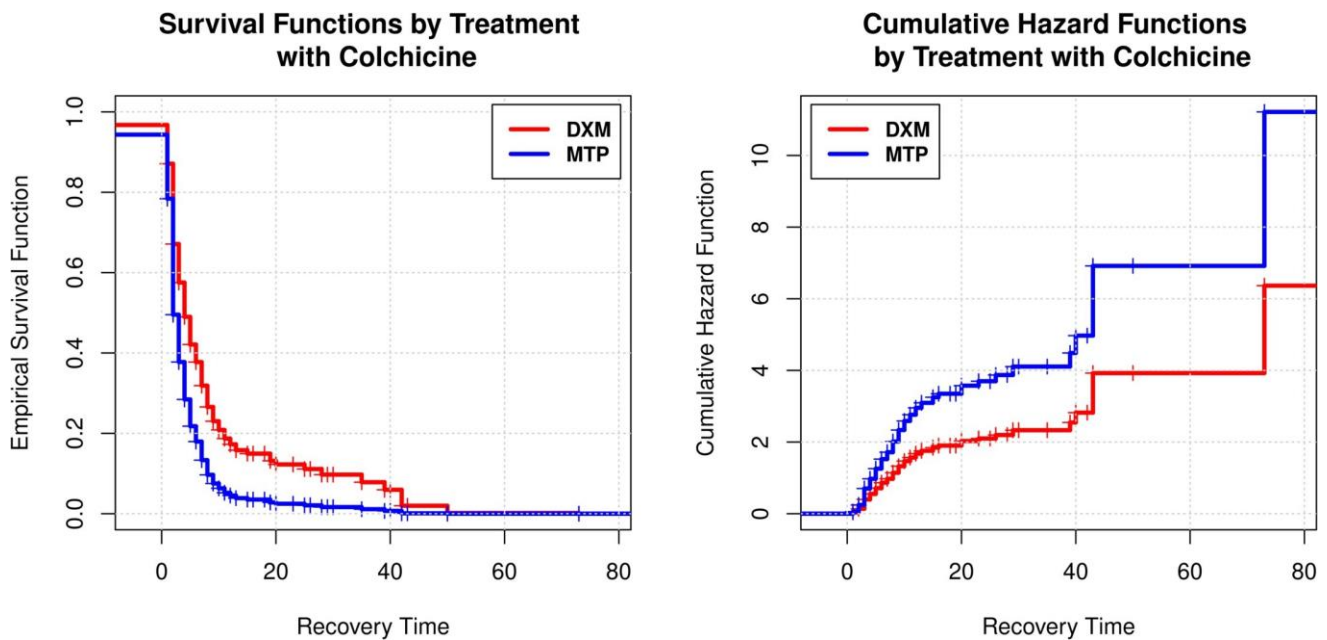 Survival Functions by Treatment
with Colchicine
Empirical Survival Function
1.0
0.8
0.6
0.4
0.2
0.0
DXM
MTP
0 20 40 60 80
Recovery Time
Cumulative Hazard Functions
by Treatment with Colchicine
Cumulative Hazard Function
10
8
6
4
2
0
DXM
MTP
0 20 40 60 80
Recovery Time